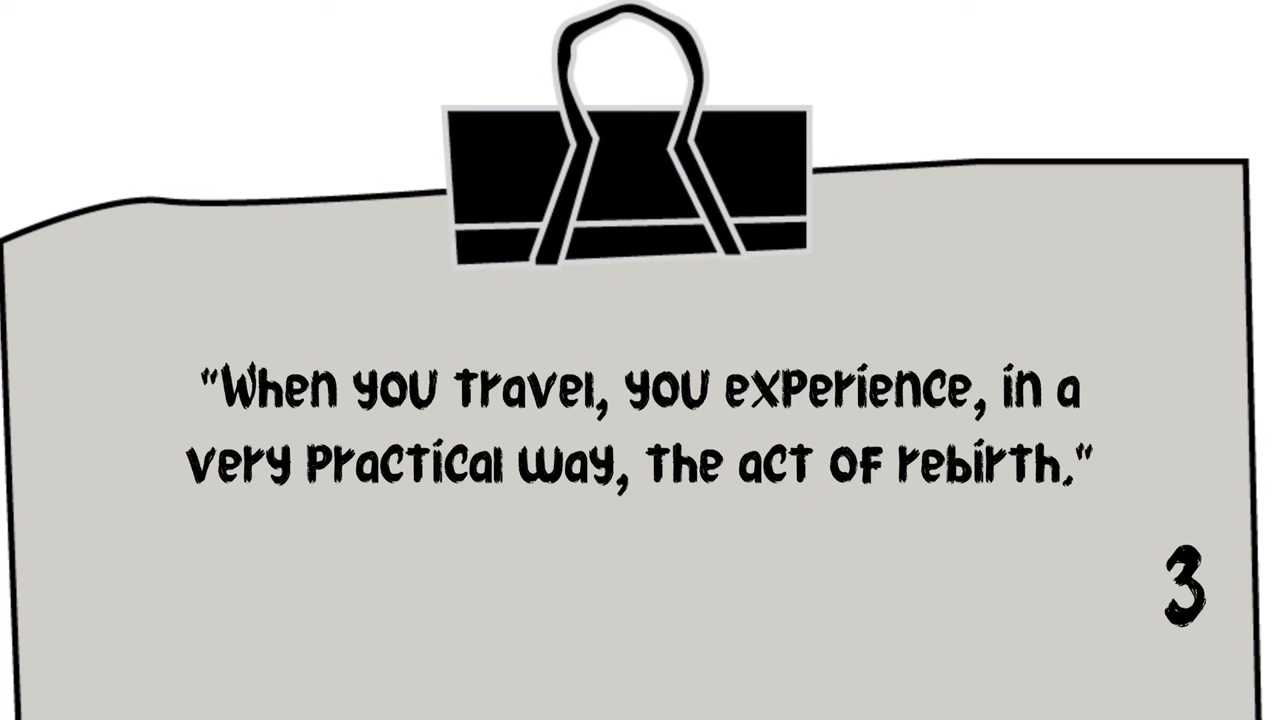 "When you travel, you experience, in a
very practical way, the act of rebirth."
3